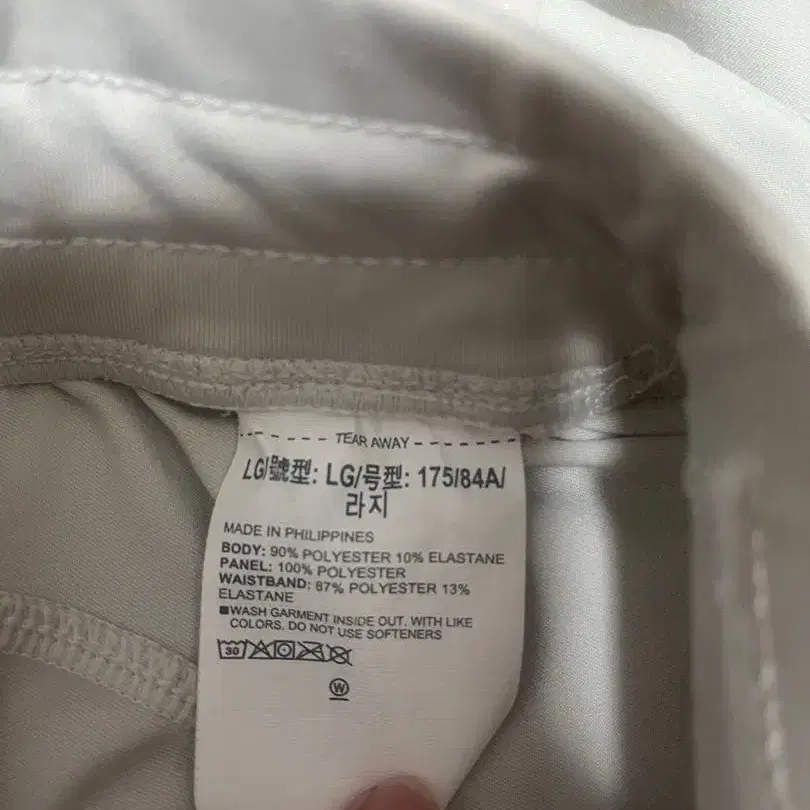 TEAR AWAY
LG/號型: LG/号型: 175/84A/
라지
MADE IN PHILIPPINES
BODY: 90% POLYESTER 10% ELASTANE
PANEL: 100% POLYESTER
WAISTBAND: 87% POLYESTER 13%
ELASTANE
■WASH GARMENT INSIDE OUT, WITH LIKE
COLORS. DO NOT USE SOFTENERS
30
W